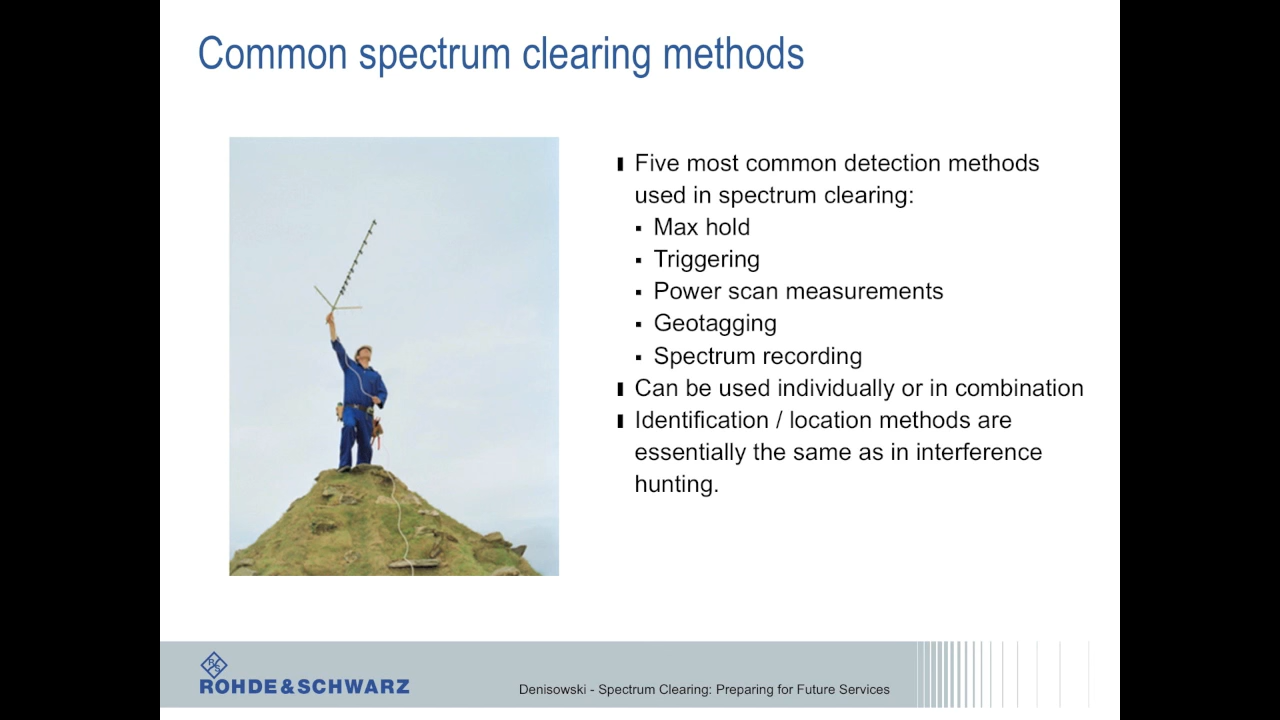 Common spectrum clearing methods
Five most common detection methods
used in spectrum clearing:
▪ Max hold
▪ Triggering
▪ Power scan measurements
▪ Geotagging
▪ Spectrum recording
Can be used individually or in combination
Identification / location methods are
essentially the same as in interference
hunting.
R S
ROHDE & SCHWARZ
Denisowski - Spectrum Clearing: Preparing for Future Services